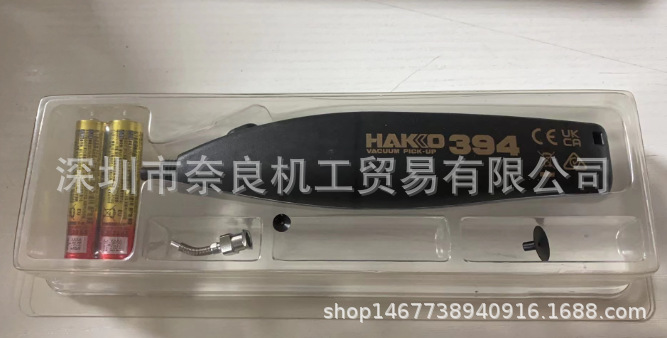 HAKKO 394
VACUUM PICK-UP
CE UK CA
深圳市奈良机工贸易有限公司
shop1467738940916.1688.com